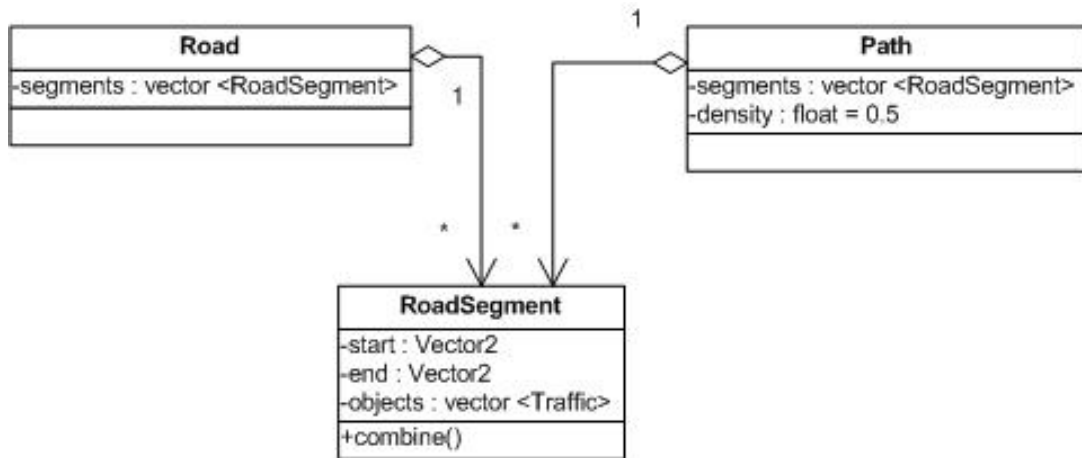 Road
-segments : vector <RoadSegment>
1
1
Path
-segments : vector <RoadSegment>
-density : float = 0.5
*
*
RoadSegment
-start : Vector2
-end : Vector2
-objects : vector <Traffic>
+combine()